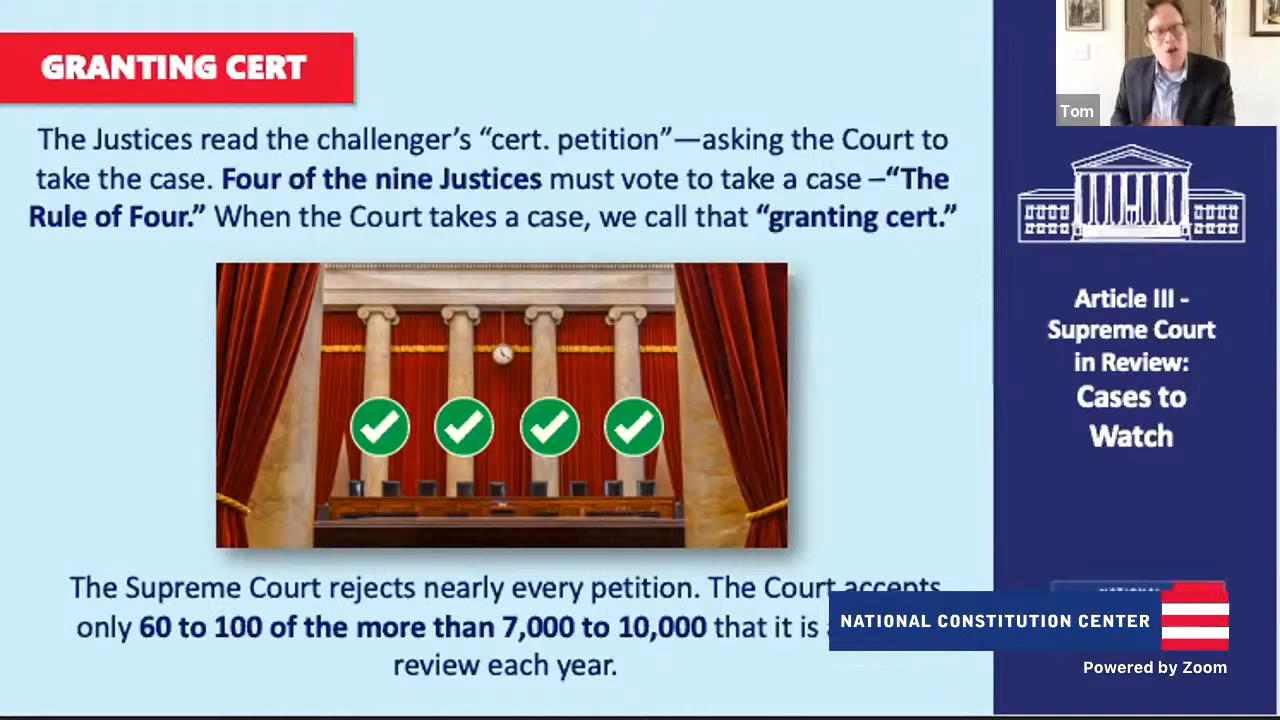 GRANTING CERT
The Justices read the challenger's “cert. petition”—asking the Court to
take the case. Four of the nine Justices must vote to take a case –“The
Rule of Four.” When the Court takes a case, we call that “granting cert.”
The Supreme Court rejects nearly every petition. The Court accepts
only 60 to 100 of the more than 7,000 to 10,000 that it is
review each year.
Tom
Article III -
Supreme Court
in Review:
Cases to
Watch
NATIONAL CONSTITUTION CENTER
Powered by Zoom